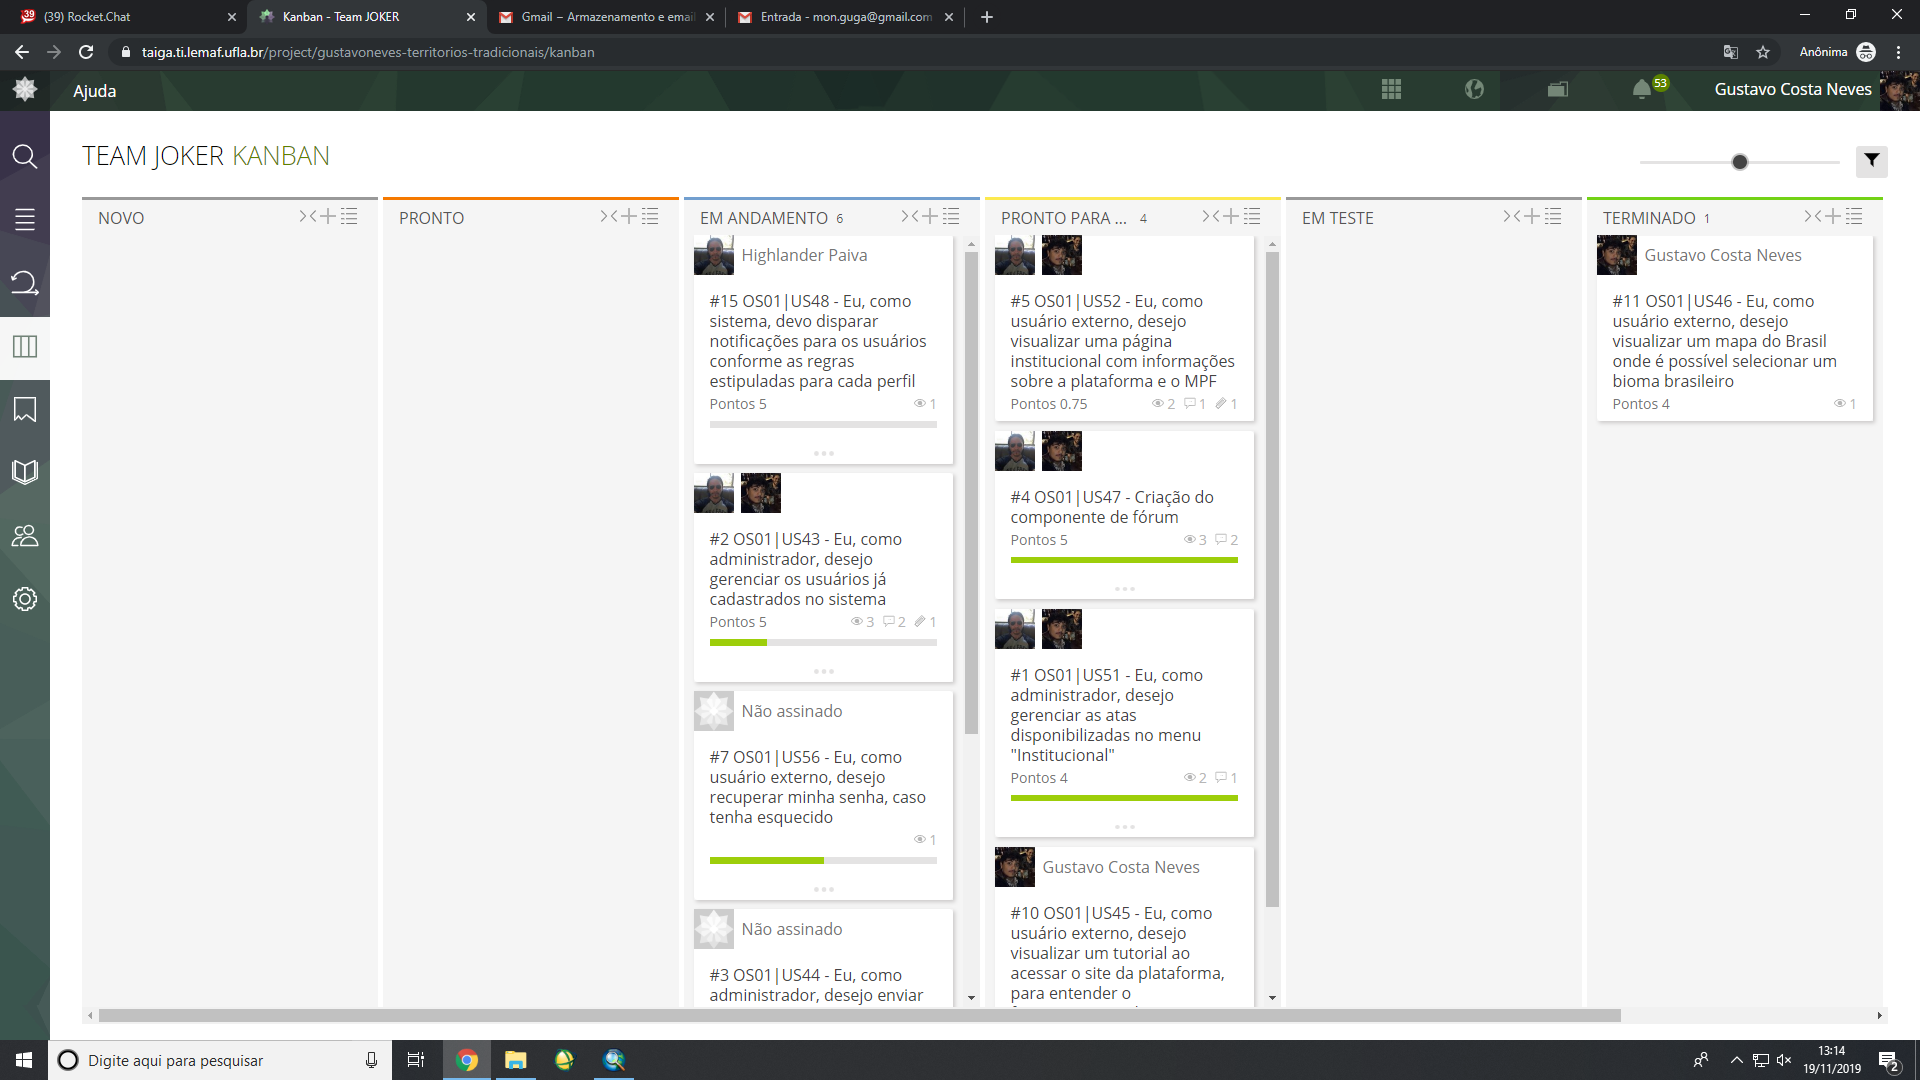 39
(39) Rocket.Chat
Kanban - Team JOKER
Gmail – Armazenamento e email
Entrada - mon.guga@gmail.com
taiga.ti.lemaf.ufla.br/project/gustavoneves-territorios-tradicionais/kanban
Anônima
Ajuda
53
Gustavo Costa Neves
TEAM JOKER KANBAN
NOVO
PRONTO
EM ANDAMENTO 6
PRONTO PARA ... 4
EM TESTE
TERMINADO 1
Highlander Paiva
#15 OS01|US48 - Eu, como
sistema, devo disparar
notificações para os usuários
conforme as regras
estipuladas para cada perfil
Pontos 5
1
#2 OS01|US43 - Eu, como
administrador, desejo
gerenciar os usuários já
cadastrados no sistema
Pontos 5
3 2 1
Não assinado
#7 OS01|US56 - Eu, como
usuário externo, desejo
recuperar minha senha, caso
tenha esquecido
1
Não assinado
#3 OS01|US44 - Eu, como
administrador, desejo enviar
#5 OS01|US52 - Eu, como
usuário externo, desejo
visualizar uma página
institucional com informações
sobre a plataforma e o MPF
Pontos 0.75
2 1 1
#4 OS01|US47 - Criação do
componente de fórum
Pontos 5
3 2
#1 OS01|US51 - Eu, como
administrador, desejo
gerenciar as atas
disponibilizadas no menu
"Institucional"
Pontos 4
2 1
Gustavo Costa Neves
#10 OS01|US45 - Eu, como
usuário externo, desejo
visualizar um tutorial ao
acessar o site da plataforma,
para entender o
Gustavo Costa Neves
#11 OS01|US46 - Eu, como
usuário externo, desejo
visualizar um mapa do Brasil
onde é possível selecionar um
bioma brasileiro
Pontos 4
1
Digite aqui para pesquisar
13:14
19/11/2019
2